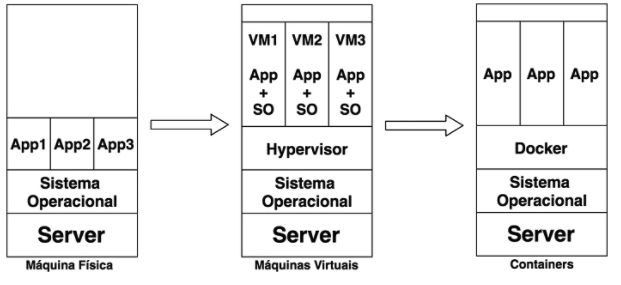 App1 App2 App3
Sistema
Operacional
Server
Máquina Física
VM1 VM2 VM3
App App App
+ + +
SO SO SO
Hypervisor
Sistema
Operacional
Server
Máquinas Virtuais
App App App
Docker
Sistema
Operacional
Server
Containers